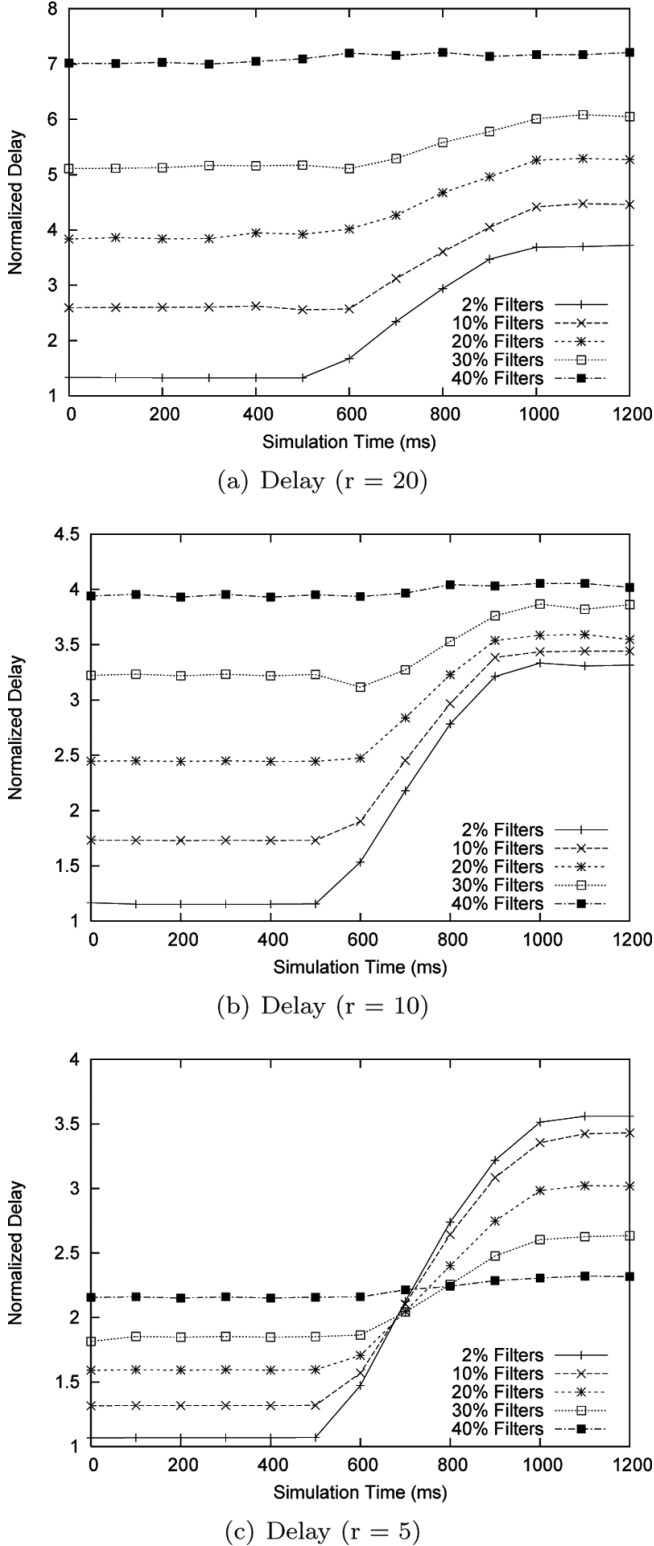 8
7
6
5
4
3
2
1
Normalized Delay
2% Filters
10% Filters
20% Filters
30% Filters
40% Filters
0 200 400 600 800 1000 1200
Simulation Time (ms)
(a) Delay (r = 20)
4.5
4
3.5
3
2.5
2
1.5
1
Normalized Delay
2% Filters
10% Filters
20% Filters
30% Filters
40% Filters
0 200 400 600 800 1000 1200
Simulation Time (ms)
(b) Delay (r = 10)
4
3.5
3
2.5
2
1.5
1
Normalized Delay
2% Filters
10% Filters
20% Filters
30% Filters
40% Filters
0 200 400 600 800 1000 1200
Simulation Time (ms)
(c) Delay (r = 5)